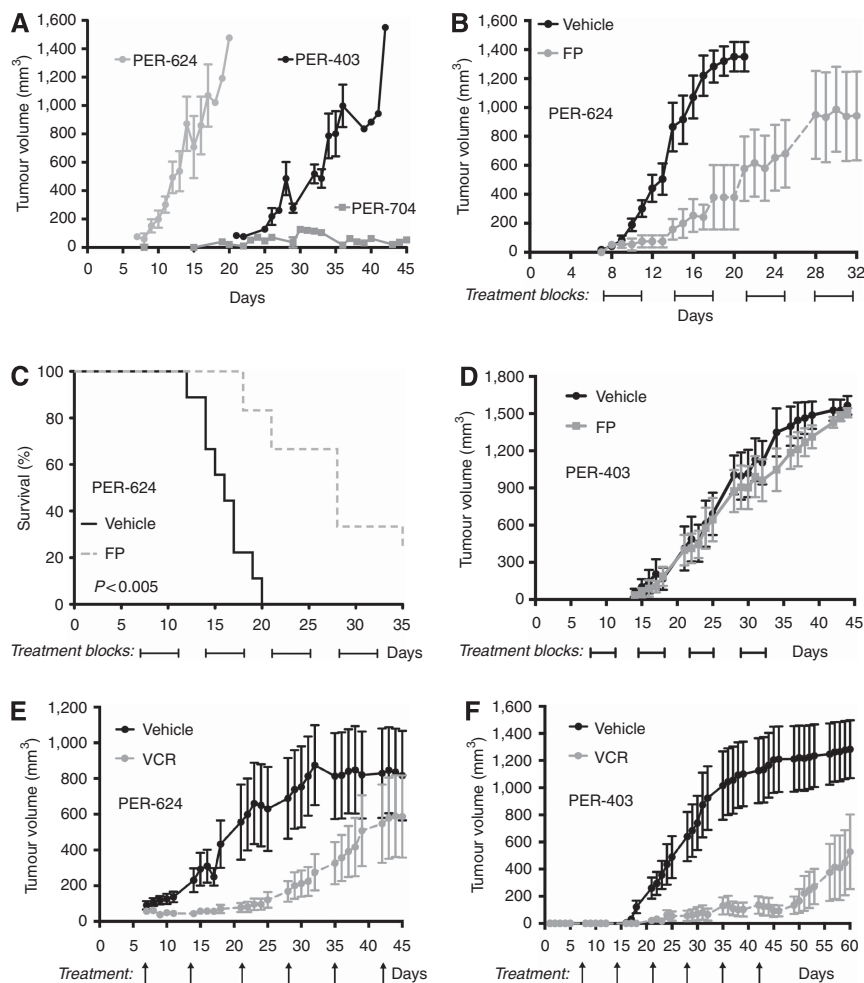 A
Tumour volume (mm3)
1,600
1,400
1,200
1,000
800
600
400
200
0
PER-624
PER-403
PER-704
0 5 10 15 20 25 30 35 40 45
Days
B
Tumour volume (mm3)
1,600
1,400
1,200
1,000
800
600
400
200
0
Vehicle
FP
PER-624
0 4 8 12 16 20 24 28 32
Treatment blocks:
Days
C
Survival (%)
100
80
60
40
20
0
PER-624
Vehicle
FP
P<0.005
0 5 10 15 20 25 30 35
Treatment blocks: Days
D
Tumour volume (mm3)
1,800
1,500
1,200
900
600
300
0
Vehicle
FP
PER-403
0 5 10 15 20 25 30 35 40 45
Treatment blocks: Days
E
Tumour volume (mm3)
1,200
1,000
800
600
400
200
0
Vehicle
VCR
PER-624
0 5 10 15 20 25 30 35 40 45
Treatment: Days
F
Tumour volume (mm3)
1,600
1,400
1,200
1,000
800
600
400
200
0
Vehicle
VCR
PER-403
0 5 10 15 21 25 30 35 40 45 50 55 60
Treatment: Days